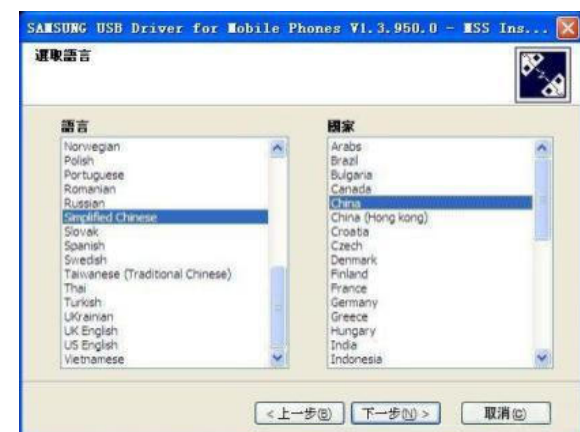 SAMSUNG USB Driver for Mobile Phones V1.3.950.0 - MSS Ins...
選取語言
語言
Norwegian
Polish
Portuguese
Romanian
Russian
Simplified Chinese
Slovak
Spanish
Swedish
Taiwanese (Traditional Chinese)
Thai
Turkish
UKrainian
UK English
US English
Vietnamese
國家
Arabs
Brazil
Bulgaria
Canada
China
China (Hong kong)
Croatia
Czech
Denmark
Finland
France
Germany
Greece
Hungary
India
Indonesia
< 上一步(B)
下一步(N) >
取消(C)